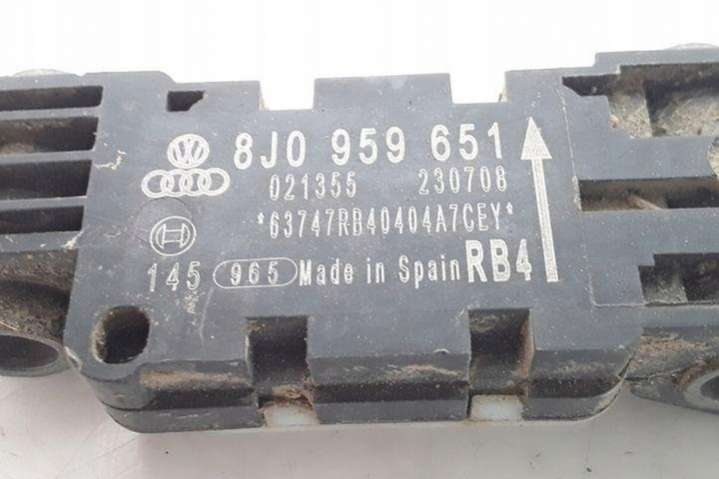 8J0 959 651
021355 230708
*63747RB40404A7CEY*
145 965 Made in Spain RB4